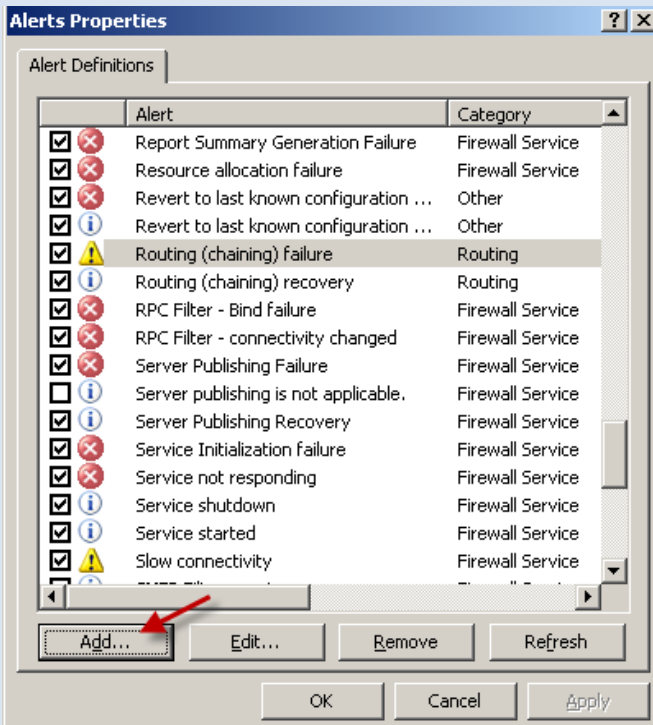 Alerts Properties
Alert Definitions
Alert Category
Report Summary Generation Failure Firewall Service
Resource allocation failure Firewall Service
Revert to last known configuration ... Other
Revert to last known configuration ... Other
Routing (chaining) failure Routing
Routing (chaining) recovery Routing
RPC Filter - Bind failure Firewall Service
RPC Filter - connectivity changed Firewall Service
Server Publishing Failure Firewall Service
Server publishing is not applicable. Firewall Service
Server Publishing Recovery Firewall Service
Service Initialization failure Firewall Service
Service not responding Firewall Service
Service shutdown Firewall Service
Service started Firewall Service
Slow connectivity Firewall Service
Add... Edit... Remove Refresh
OK Cancel Apply